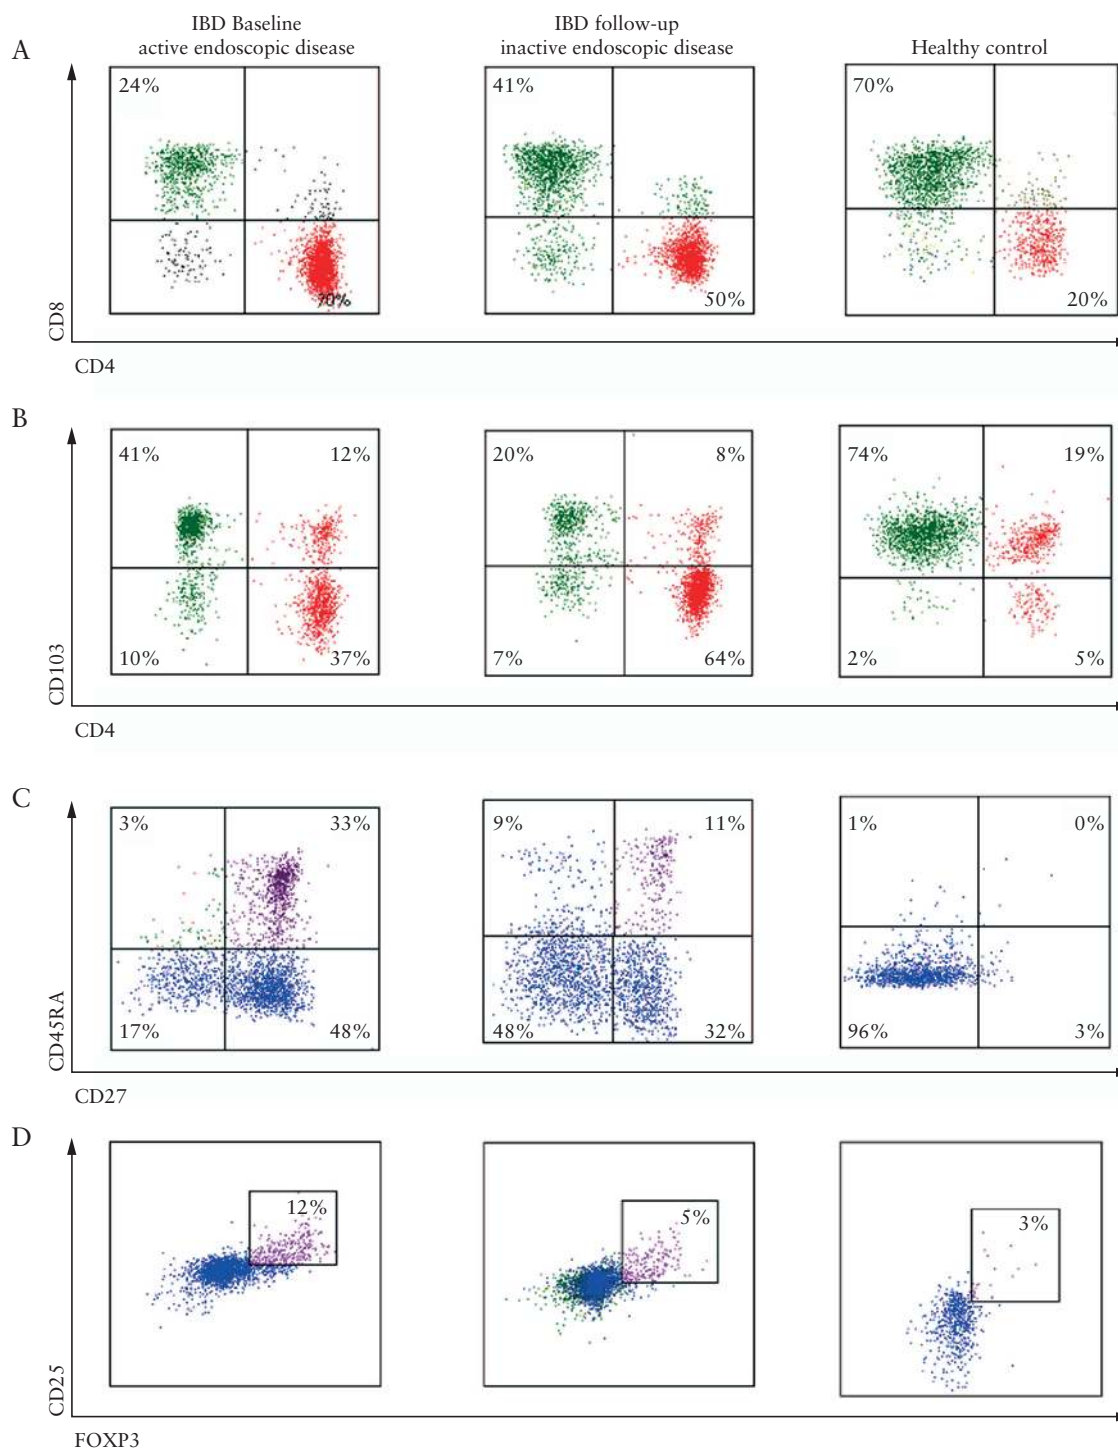 IBD Baseline
active endoscopic disease
IBD follow-up
inactive endoscopic disease
Healthy control
A
24%
41%
70%
70%
50%
20%
CD8
CD4
B
41%
12%
20%
8%
74%
19%
10%
37%
7%
64%
2%
5%
CD103
CD4
C
3%
33%
9%
11%
1%
0%
17%
48%
48%
32%
96%
3%
CD45RA
CD27
D
12%
5%
3%
CD25
FOXP3